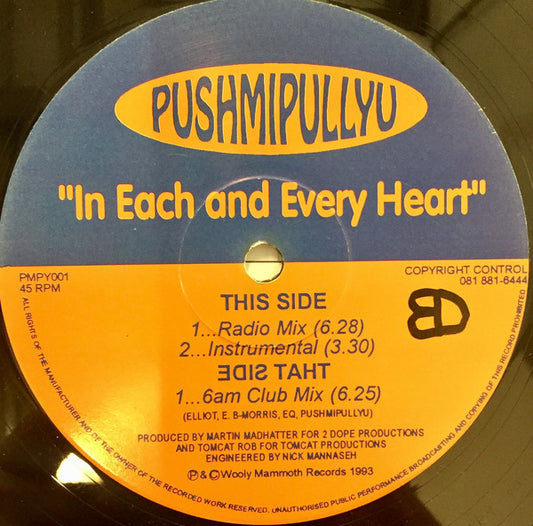 PUSHMIPULLYU
"In Each and Every Heart"
PMPY001
45 RPM
COPYRIGHT CONTROL
081 881-6444
THIS SIDE
1...Radio Mix (6.28)
2...Instrumental (3.30)
THAT SIDE
1...6am Club Mix (6.25)
(ELLIOT, E. B-MORRIS, EQ, PUSHMIPULLYU)
PRODUCED BY MARTIN MADHATTER FOR 2 DOPE PRODUCTIONS
AND TOMCAT ROB FOR TOMCAT PRODUCTIONS
ENGINEERED BY NICK MANNASEH
℗ & © Wooly Mammoth Records 1993
ALL RIGHTS OF THE MANUFACTURER AND OF THE OWNER OF THE RECORDED WORK RESERVED. UNAUTHORISED PUBLIC PERFORMANCE BROADCASTING AND COPYING OF THIS RECORD PROHIBITED